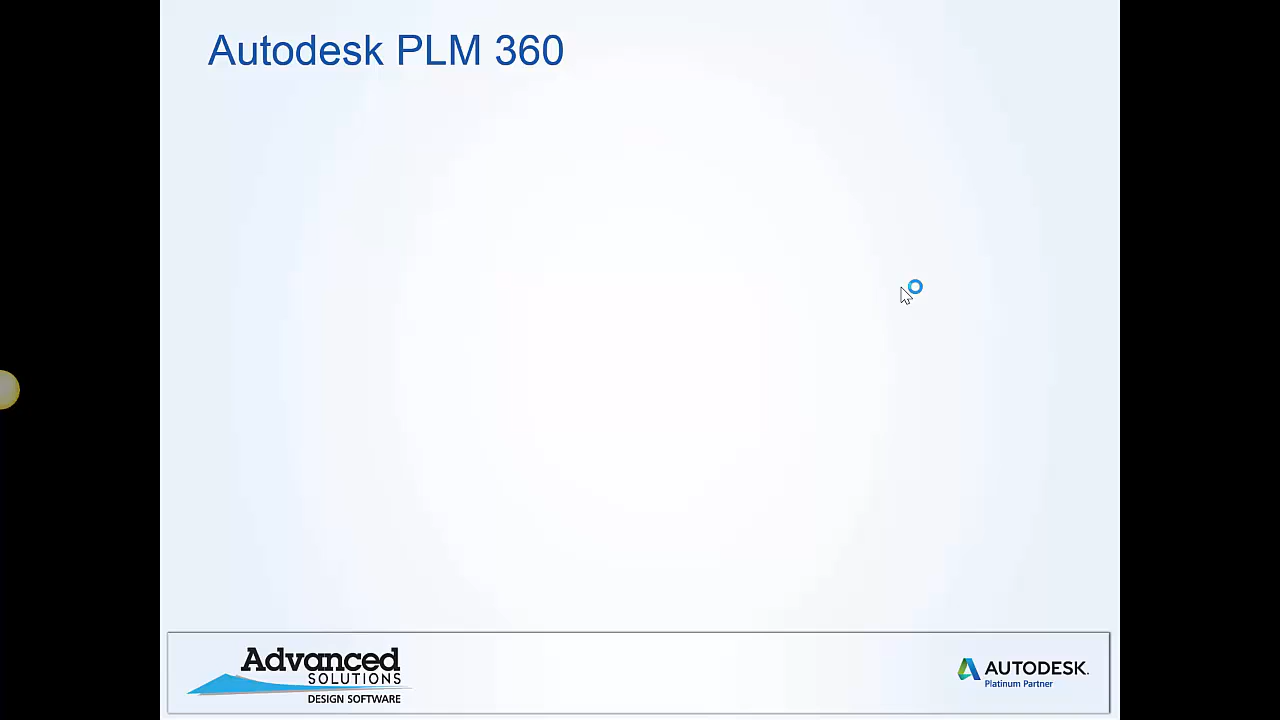 Autodesk PLM 360
Advanced
SOLUTIONS
DESIGN SOFTWARE
AUTODESK.
Platinum Partner